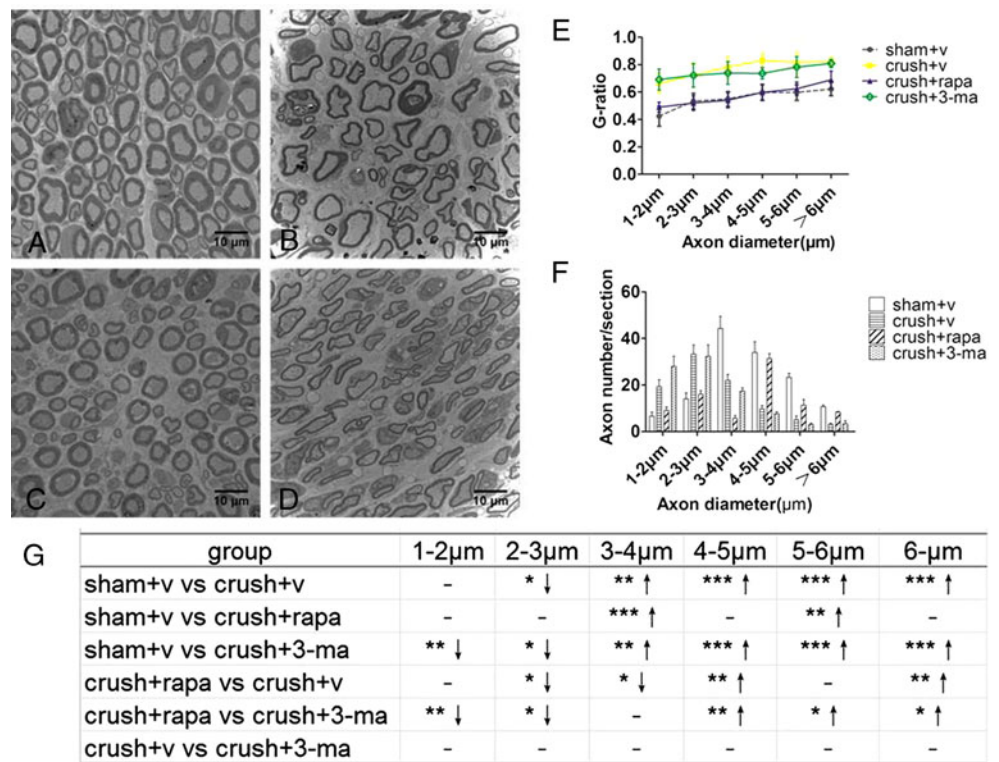 A
10 µm
B
10 µm
C
10 µm
D
10 µm
E
G-ratio
1.0
0.8
0.6
0.4
0.2
0.0
1-2µm
2-3µm
3-4µm
4-5µm
5-6µm
>6µm
Axon diameter(µm)
sham+v
crush+v
crush+rapa
crush+3-ma
F
Axon number/section
60
40
20
0
1-2µm
2-3µm
3-4µm
4-5µm
5-6µm
>6µm
Axon diameter(µm)
sham+v
crush+v
crush+rapa
crush+3-ma
G
group 1-2µm 2-3µm 3-4µm 4-5µm 5-6µm 6-µm
sham+v vs crush+v - * ↓ ** ↑ *** ↑ *** ↑ *** ↑
sham+v vs crush+rapa - - *** ↑ - ** ↑ -
sham+v vs crush+3-ma ** ↓ * ↓ ** ↑ *** ↑ *** ↑ *** ↑
crush+rapa vs crush+v - * ↓ * ↓ ** ↑ - ** ↑
crush+rapa vs crush+3-ma ** ↓ * ↓ - ** ↑ * ↑ * ↑
crush+v vs crush+3-ma - - - - - -